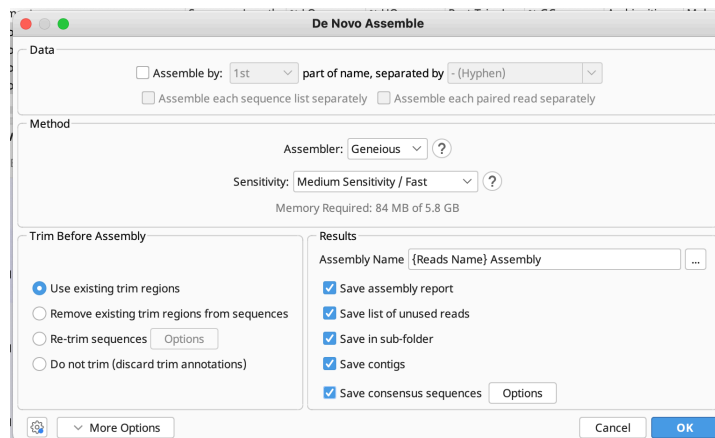 De Novo Assemble
Data
Assemble by: 1st part of name, separated by - (Hyphen)
Assemble each sequence list separately Assemble each paired read separately
Method
Assembler: Geneious ?
Sensitivity: Medium Sensitivity / Fast ?
Memory Required: 84 MB of 5.8 GB
Trim Before Assembly
Use existing trim regions
Remove existing trim regions from sequences
Re-trim sequences Options
Do not trim (discard trim annotations)
Results
Assembly Name {Reads Name} Assembly ...
Save assembly report
Save list of unused reads
Save in sub-folder
Save contigs
Save consensus sequences Options
More Options Cancel OK